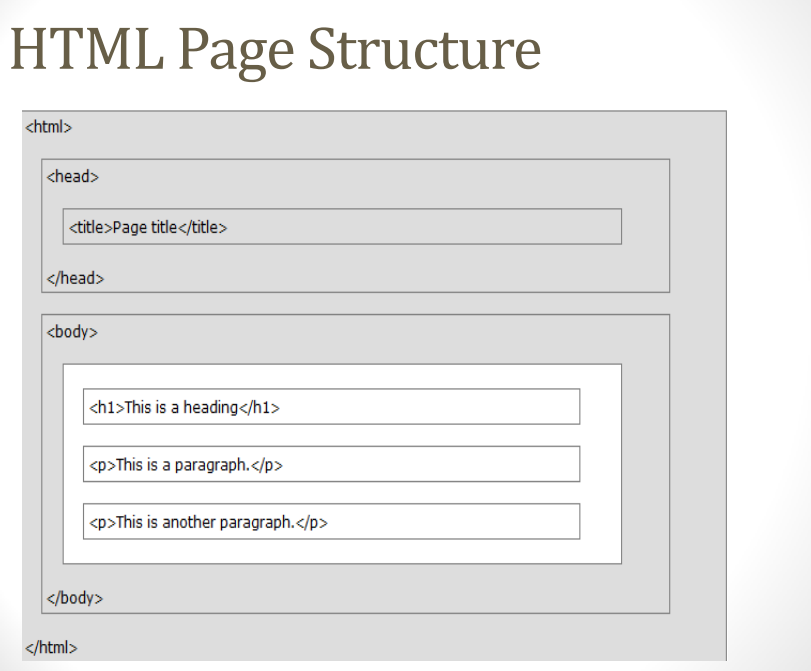 HTML Page Structure
<html>
<head>
<title>Page title</title>
</head>
<body>
<h1>This is a heading</h1>
<p>This is a paragraph.</p>
<p>This is another paragraph.</p>
</body>
</html>